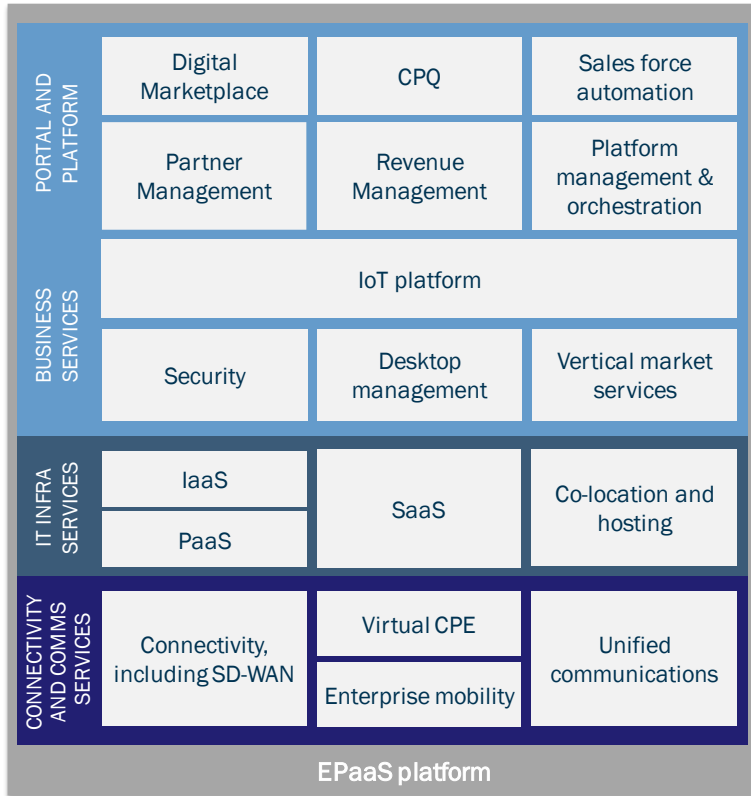 PORTAL AND
PLATFORM
Digital
Marketplace
CPQ
Sales force
automation
Partner
Management
Revenue
Management
Platform
management &
orchestration
BUSINESS
SERVICES
IoT platform
Security
Desktop
management
Vertical market
services
IT INFRA
SERVICES
IaaS
PaaS
SaaS
Co-location and
hosting
CONNECTIVITY
AND COMMS
SERVICES
Connectivity,
including SD-WAN
Virtual CPE
Enterprise mobility
Unified
communications
EPaaS platform